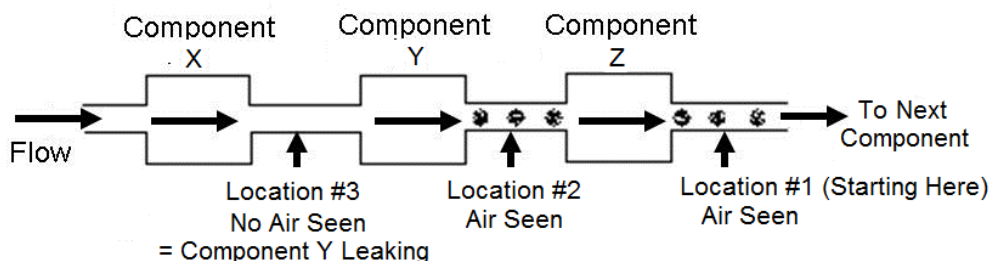 Component
X
Component
Y
Component
Z
Flow
To Next
Component
Location #3
No Air Seen
= Component Y Leaking
Location #2
Air Seen
Location #1 (Starting Here)
Air Seen